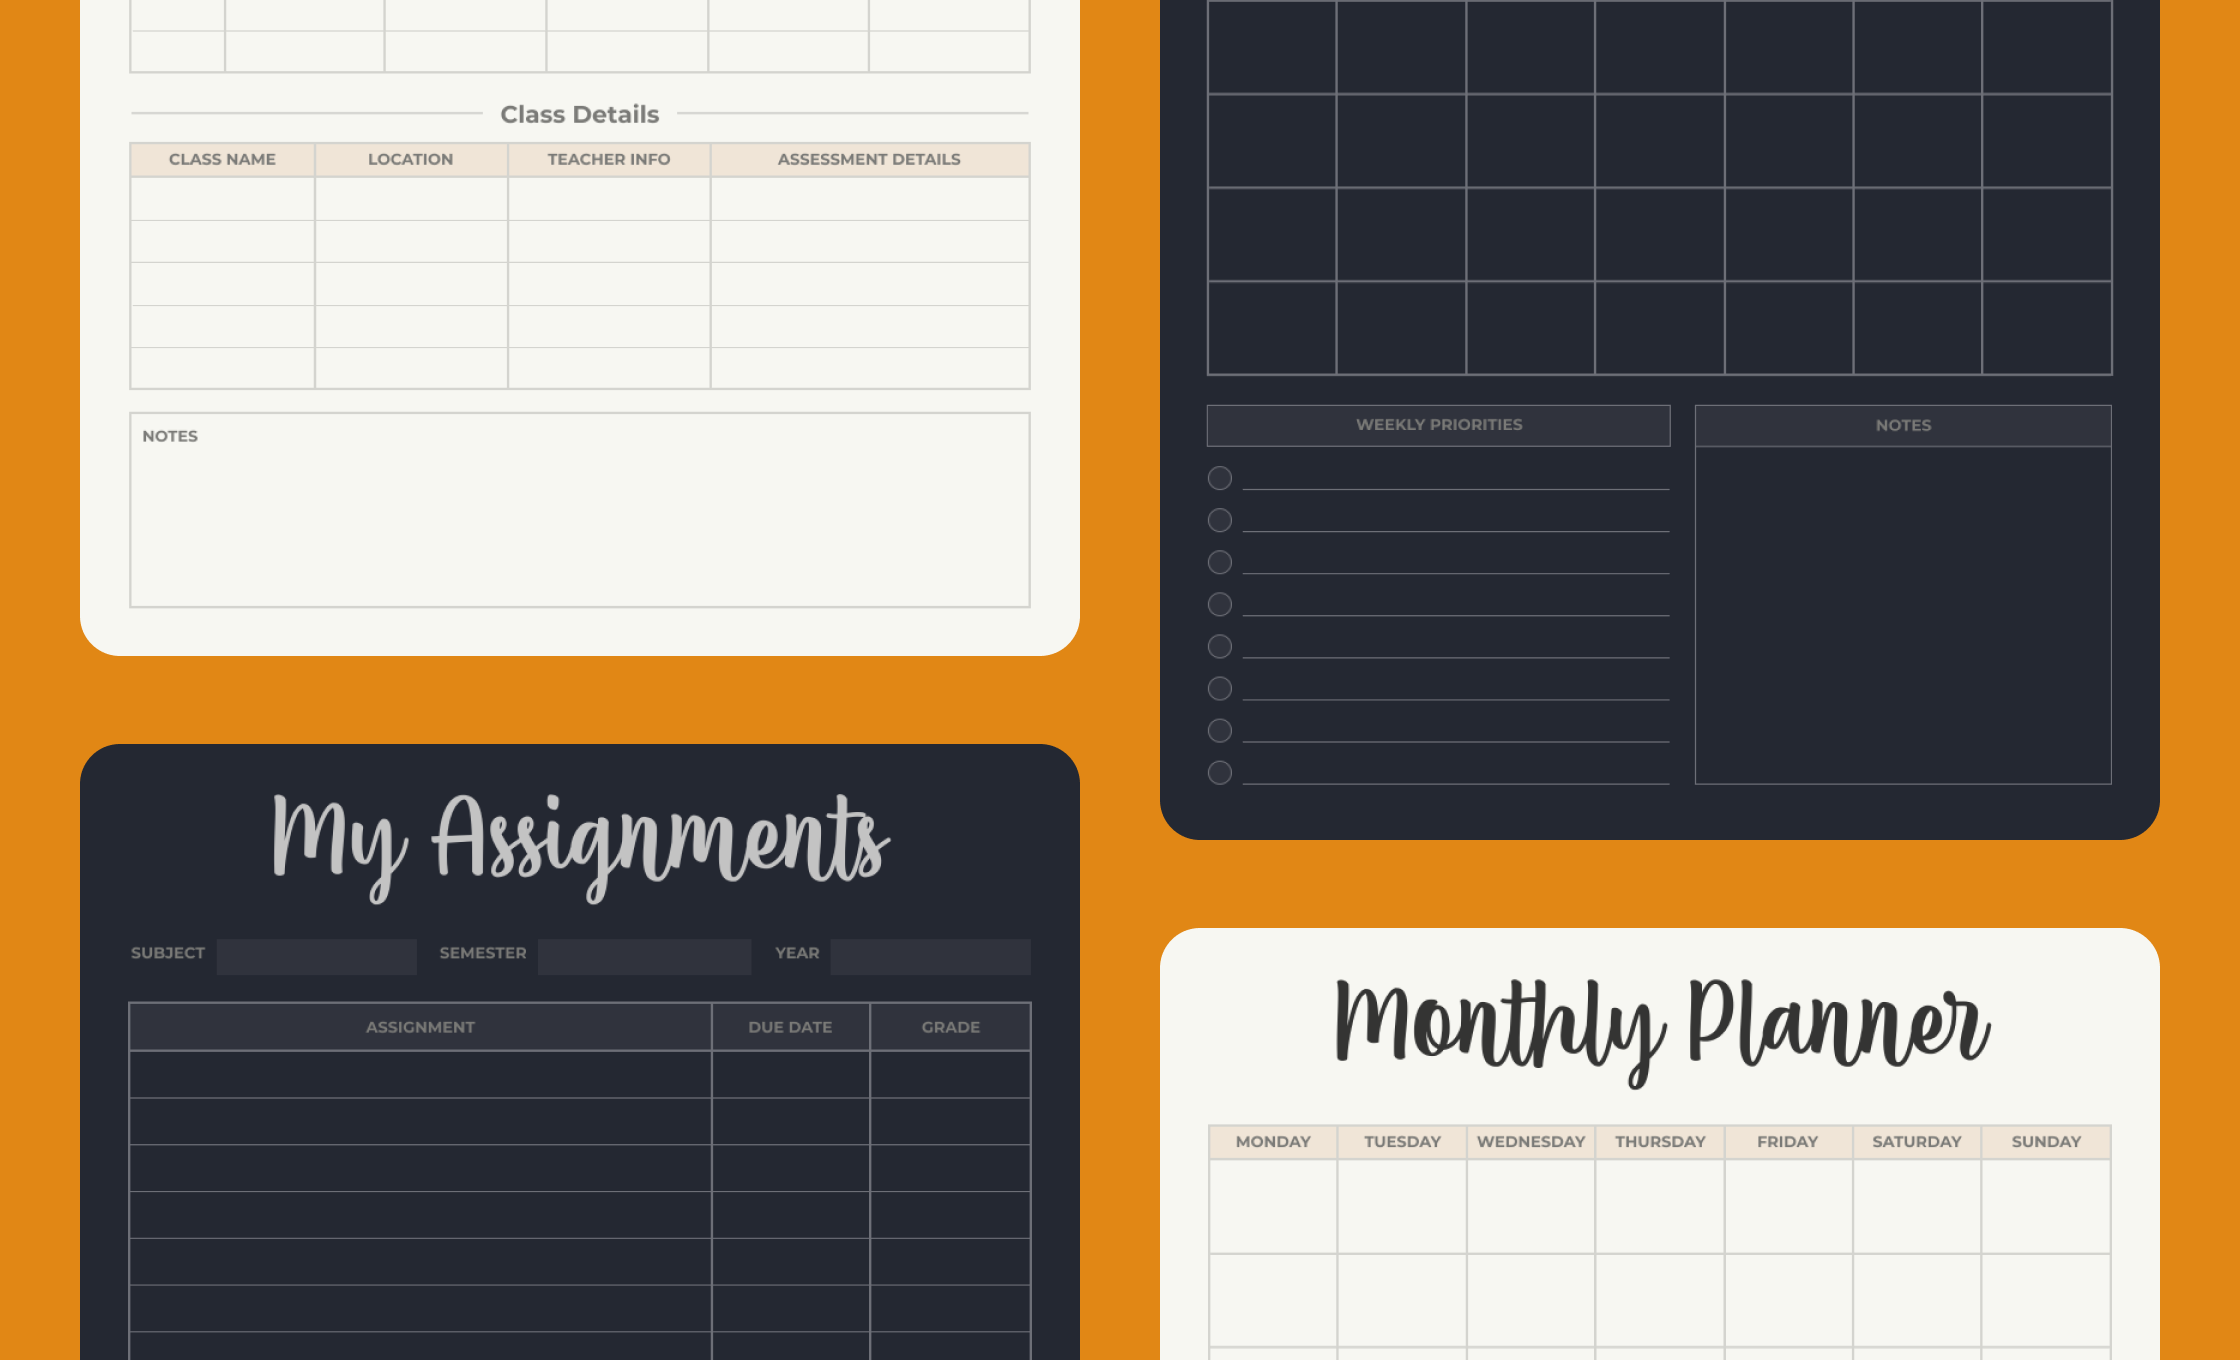 Class Details
CLASS NAME LOCATION TEACHER INFO ASSESSMENT DETAILS
NOTES
WEEKLY PRIORITIES NOTES
My Assignments
SUBJECT SEMESTER YEAR
ASSIGNMENT DUE DATE GRADE
Monthly Planner
MONDAY TUESDAY WEDNESDAY THURSDAY FRIDAY SATURDAY SUNDAY